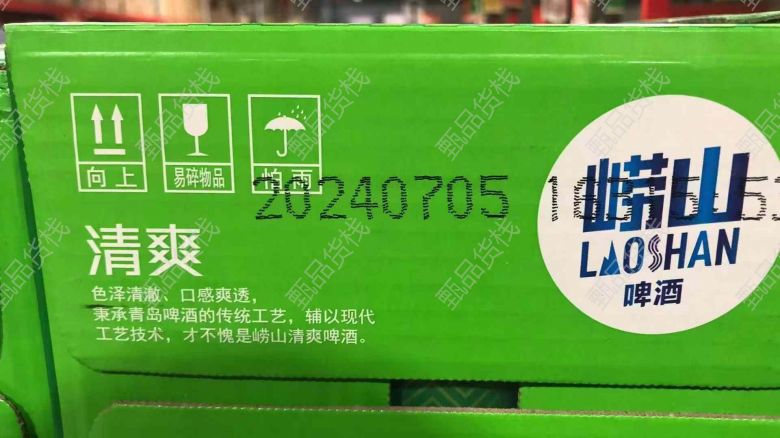 向上
易碎物品
怕雨
20240705
崂山
LAOSHAN
啤酒
清爽
色泽清澈、口感爽透，
秉承青岛啤酒的传统工艺，辅以现代
工艺技术，才不愧是崂山清爽啤酒。
甄品货栈